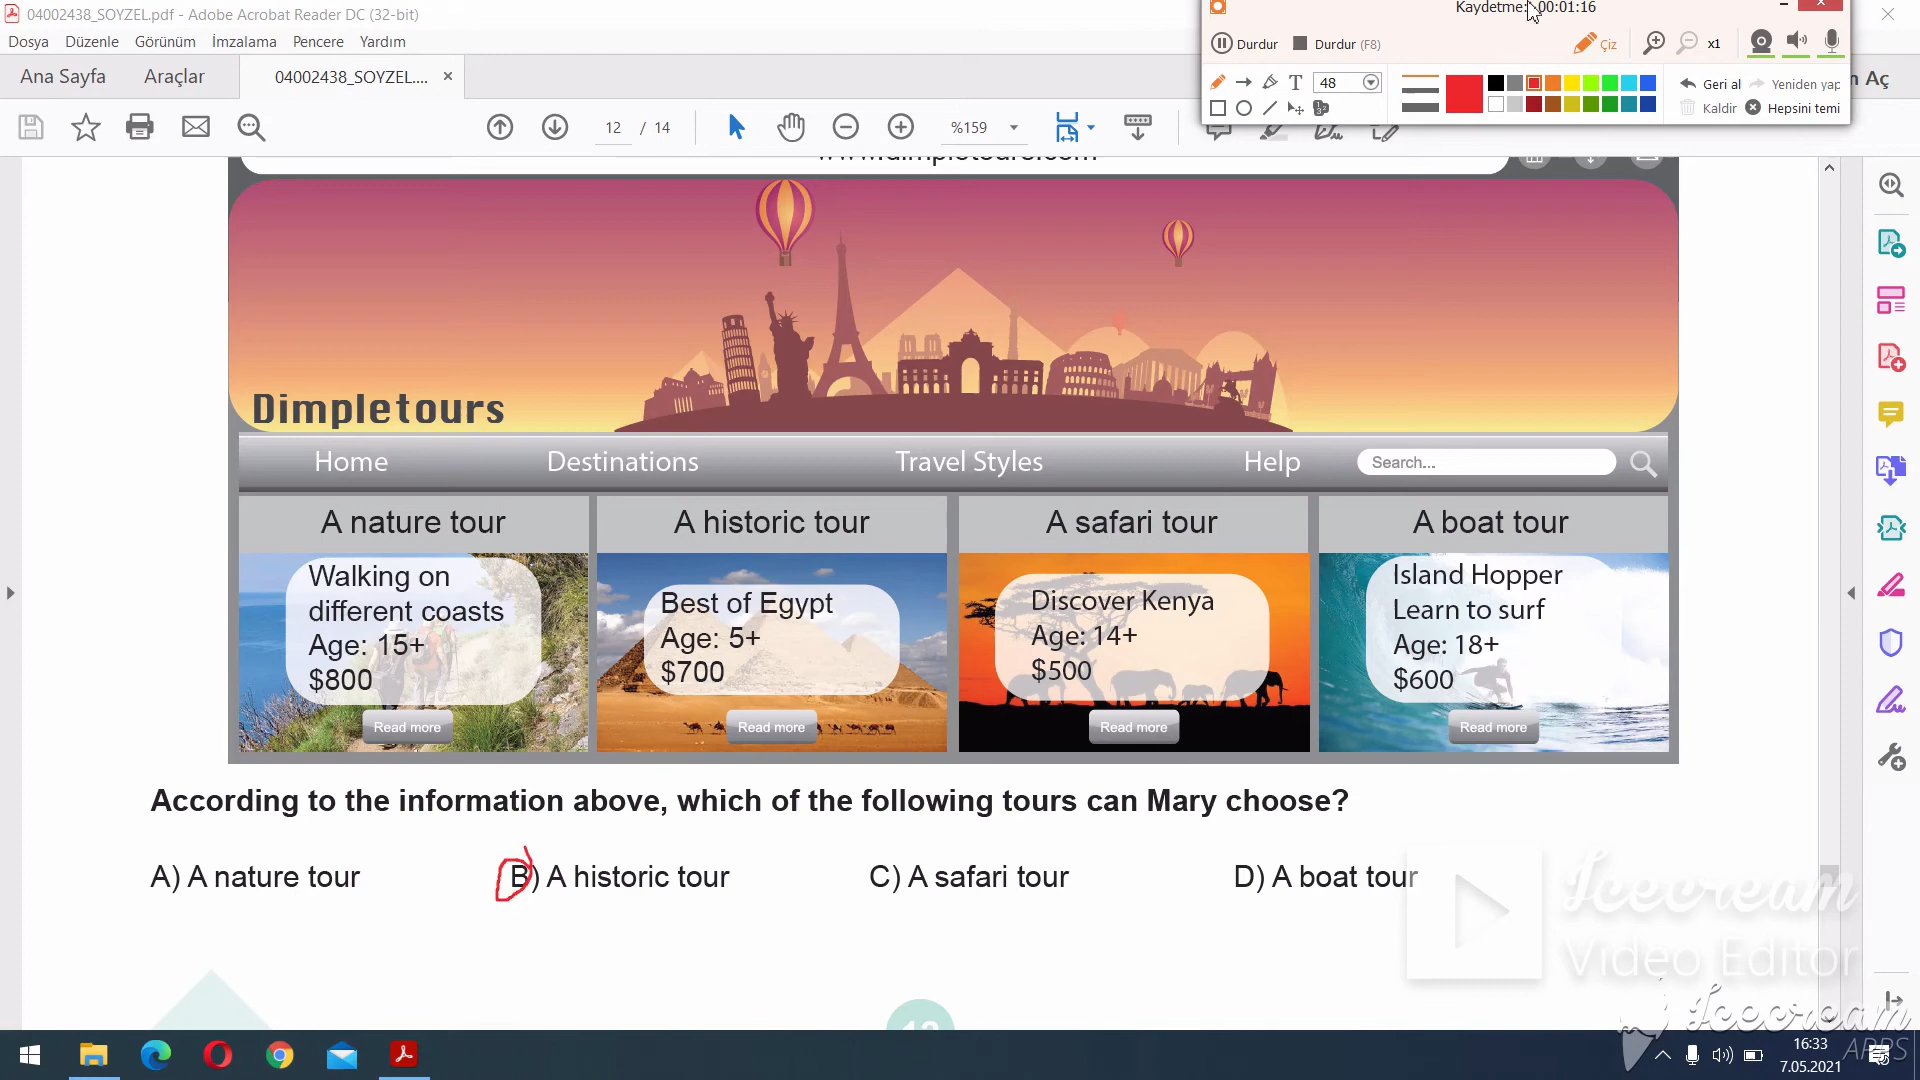 04002438_SOYZEL.pdf - Adobe Acrobat Reader DC (32-bit)
Dosya Düzenle Görünüm İmzalama Pencere Yardım
Ana Sayfa Araçlar 04002438_SOYZEL....
12 / 14
%159
Kaydetme: 00:01:16
Durdur Durdur (F8) Çiz x1
T 48 Geri al Yeniden yap
Kaldır Hepsini temi
Aç
www.dimpletours.com
Dimpletours
Home Destinations Travel Styles Help Search...
A nature tour
Walking on
different coasts
Age: 15+
$800
Read more
A historic tour
Best of Egypt
Age: 5+
$700
Read more
A safari tour
Discover Kenya
Age: 14+
$500
Read more
A boat tour
Island Hopper
Learn to surf
Age: 18+
$600
Read more
According to the information above, which of the following tours can Mary choose?
A) A nature tour B) A historic tour C) A safari tour D) A boat tour
Icecream
Video Editor
Icecream
APPS
16:33
7.05.2021